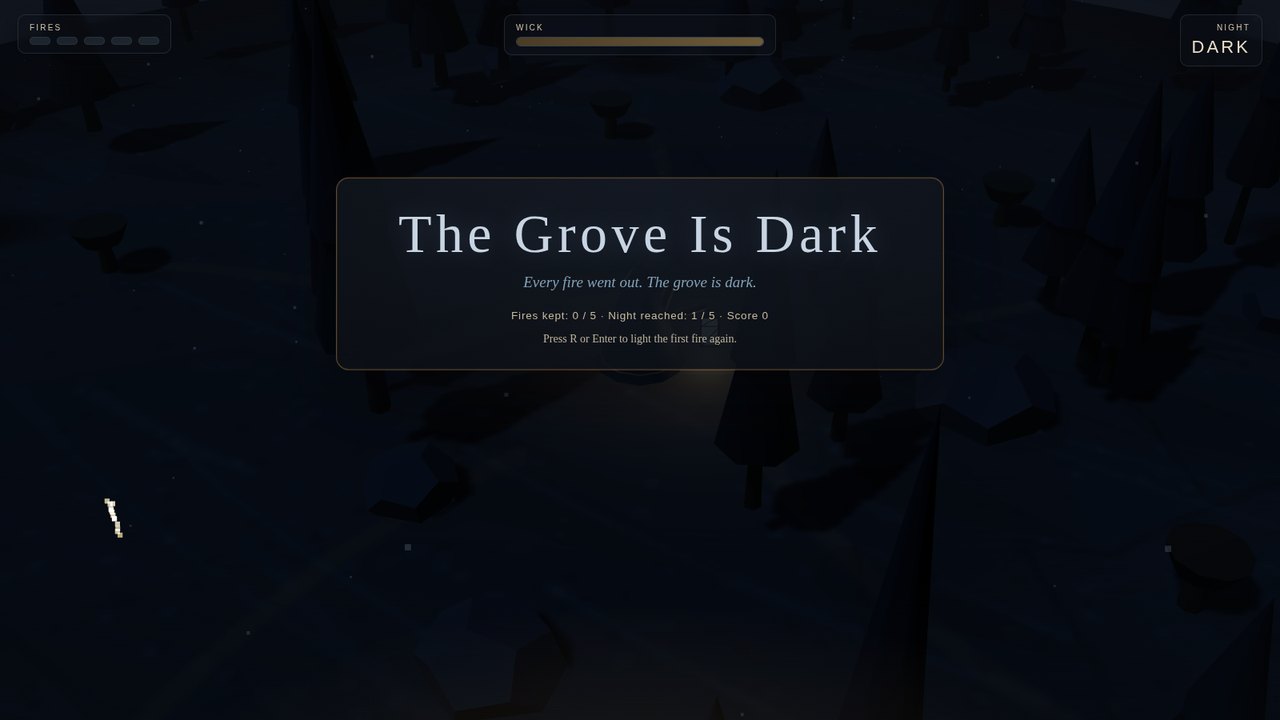 FIRES
WICK
NIGHT
DARK
The Grove Is Dark
Every fire went out. The grove is dark.
Fires kept: 0 / 5 · Night reached: 1 / 5 · Score 0
Press R or Enter to light the first fire again.